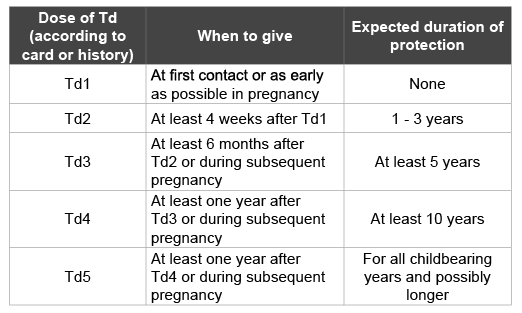 Dose of Td
(according to
card or history)
When to give
Expected duration of
protection
Td1
At first contact or as early
as possible in pregnancy
None
Td2
At least 4 weeks after Td1
1 - 3 years
Td3
At least 6 months after
Td2 or during subsequent
pregnancy
At least 5 years
Td4
At least one year after
Td3 or during subsequent
pregnancy
At least 10 years
Td5
At least one year after
Td4 or during subsequent
pregnancy
For all childbearing
years and possibly
longer